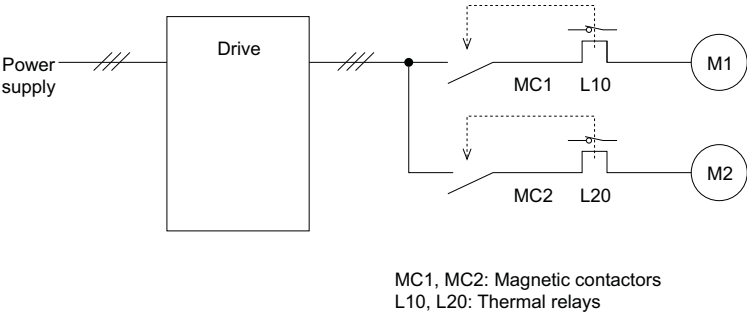 Drive
Power
supply
MC1 L10
M1
MC2 L20
M2
MC1, MC2: Magnetic contactors
L10, L20: Thermal relays